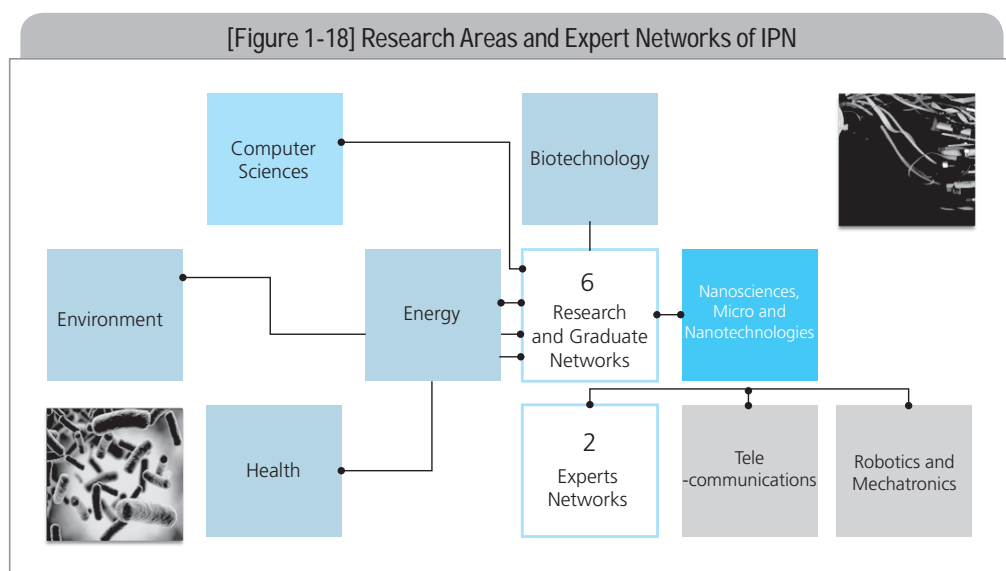 [Figure 1-18] Research Areas and Expert Networks of IPN
Computer
Sciences
Biotechnology
Environment
Energy
6
Research
and Graduate
Networks
Nanosciences,
Micro and
Nanotechnologies
Health
2
Experts
Networks
Tele
-communications
Robotics and
Mechatronics